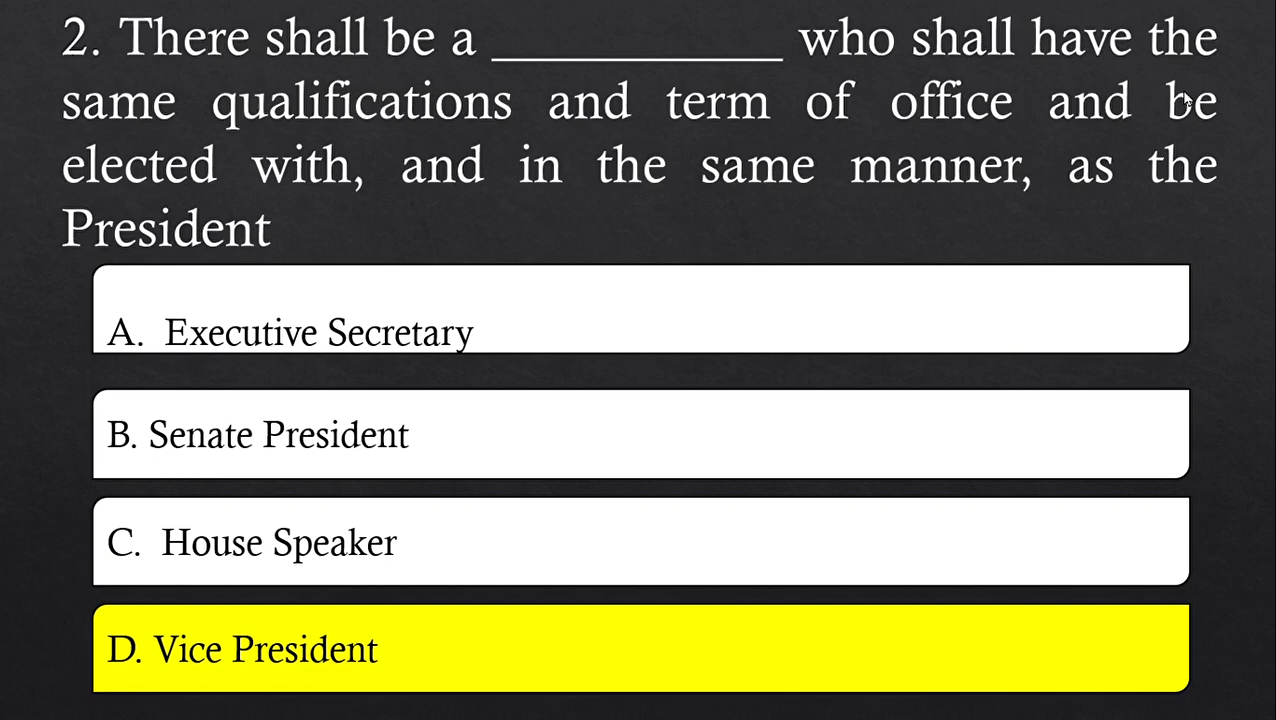 2. There shall be a ____________ who shall have the
same qualifications and term of office and be
elected with, and in the same manner, as the
President
A. Executive Secretary
B. Senate President
C. House Speaker
D. Vice President